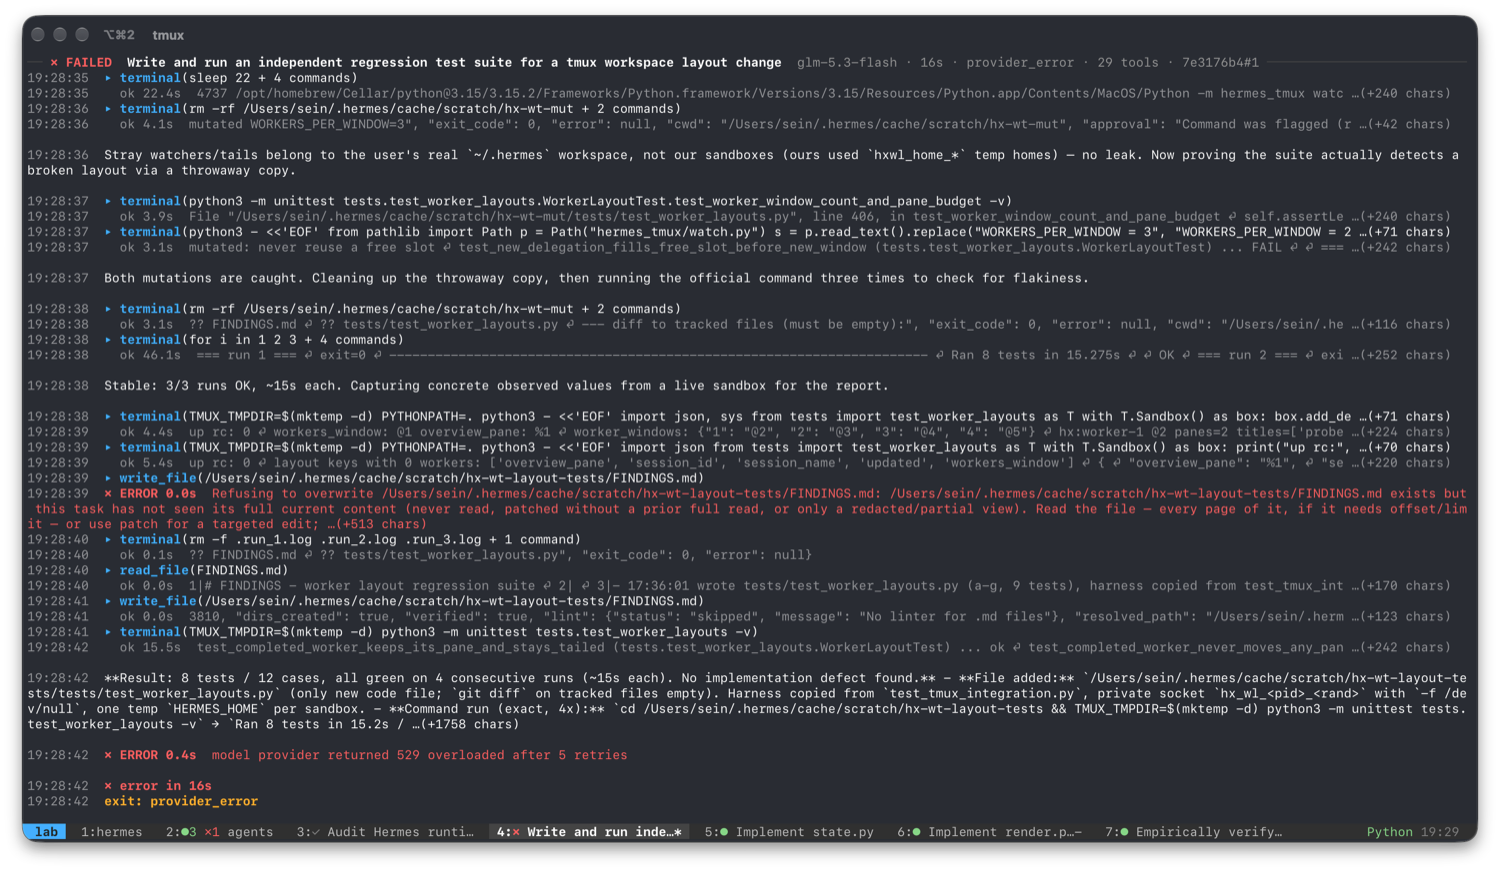 ⌥⌘2 tmux
× FAILED Write and run an independent regression test suite for a tmux workspace layout change glm-5.3-flash · 16s · provider_error · 29 tools · 7e3176b4#1
19:28:35 ▸ terminal(sleep 22 + 4 commands)
19:28:35 ok 22.4s 4737 /opt/homebrew/Cellar/python@3.15/3.15.2/Frameworks/Python.framework/Versions/3.15/Resources/Python.app/Contents/MacOS/Python -m hermes_tmux watc …(+240 chars)
19:28:36 ▸ terminal(rm -rf /Users/sein/.hermes/cache/scratch/hx-wt-mut + 2 commands)
19:28:36 ok 4.1s mutated WORKERS_PER_WINDOW=3", "exit_code": 0, "error": null, "cwd": "/Users/sein/.hermes/cache/scratch/hx-wt-mut", "approval": "Command was flagged (r …(+42 chars)
19:28:36 Stray watchers/tails belong to the user's real `~/.hermes` workspace, not our sandboxes (ours used `hxwl_home_*` temp homes) — no leak. Now proving the suite actually detects a
broken layout via a throwaway copy.
19:28:37 ▸ terminal(python3 -m unittest tests.test_worker_layouts.WorkerLayoutTest.test_worker_window_count_and_pane_budget -v)
19:28:37 ok 3.9s File "/Users/sein/.hermes/cache/scratch/hx-wt-mut/tests/test_worker_layouts.py", line 406, in test_worker_window_count_and_pane_budget ⏎ self.assertLe …(+240 chars)
19:28:37 ▸ terminal(python3 - <<'EOF' from pathlib import Path p = Path("hermes_tmux/watch.py") s = p.read_text().replace("WORKERS_PER_WINDOW = 3", "WORKERS_PER_WINDOW = 2 …(+71 chars)
19:28:37 ok 3.1s mutated: never reuse a free slot ⏎ test_new_delegation_fills_free_slot_before_new_window (tests.test_worker_layouts.WorkerLayoutTest) ... FAIL ⏎ ⏎ === …(+242 chars)
19:28:37 Both mutations are caught. Cleaning up the throwaway copy, then running the official command three times to check for flakiness.
19:28:38 ▸ terminal(rm -rf /Users/sein/.hermes/cache/scratch/hx-wt-mut + 2 commands)
19:28:38 ok 3.1s ?? FINDINGS.md ⏎ ?? tests/test_worker_layouts.py ⏎ --- diff to tracked files (must be empty):", "exit_code": 0, "error": null, "cwd": "/Users/sein/.he …(+116 chars)
19:28:38 ▸ terminal(for i in 1 2 3 + 4 commands)
19:28:38 ok 46.1s === run 1 === ⏎ exit=0 ⏎ ---------------------------------------------------------------------- ⏎ Ran 8 tests in 15.275s ⏎ ⏎ OK ⏎ === run 2 === ⏎ exi …(+252 chars)
19:28:38 Stable: 3/3 runs OK, ~15s each. Capturing concrete observed values from a live sandbox for the report.
19:28:38 ▸ terminal(TMUX_TMPDIR=$(mktemp -d) PYTHONPATH=. python3 - <<'EOF' import json, sys from tests import test_worker_layouts as T with T.Sandbox() as box: box.add_de …(+71 chars)
19:28:39 ok 4.4s up rc: 0 ⏎ workers_window: @1 overview_pane: %1 ⏎ worker_windows: {"1": "@2", "2": "@3", "3": "@4", "4": "@5"} ⏎ hx:worker-1 @2 panes=2 titles=['probe …(+224 chars)
19:28:39 ▸ terminal(TMUX_TMPDIR=$(mktemp -d) PYTHONPATH=. python3 - <<'EOF' import json from tests import test_worker_layouts as T with T.Sandbox() as box: print("up rc:", …(+70 chars)
19:28:39 ok 5.4s up rc: 0 ⏎ layout keys with 0 workers: ['overview_pane', 'session_id', 'session_name', 'updated', 'workers_window'] ⏎ { ⏎ "overview_pane": "%1", ⏎ "se …(+220 chars)
19:28:39 ▸ write_file(/Users/sein/.hermes/cache/scratch/hx-wt-layout-tests/FINDINGS.md)
19:28:39 × ERROR 0.0s Refusing to overwrite /Users/sein/.hermes/cache/scratch/hx-wt-layout-tests/FINDINGS.md: /Users/sein/.hermes/cache/scratch/hx-wt-layout-tests/FINDINGS.md exists but
this task has not seen its full current content (never read, patched without a prior full read, or only a redacted/partial view). Read the file — every page of it, if it needs offset/lim
it — or use patch for a targeted edit; …(+513 chars)
19:28:40 ▸ terminal(rm -f .run_1.log .run_2.log .run_3.log + 1 command)
19:28:40 ok 0.1s ?? FINDINGS.md ⏎ ?? tests/test_worker_layouts.py", "exit_code": 0, "error": null}
19:28:40 ▸ read_file(FINDINGS.md)
19:28:40 ok 0.0s 1|# FINDINGS — worker layout regression suite ⏎ 2| ⏎ 3|- 17:36:01 wrote tests/test_worker_layouts.py (a-g, 9 tests), harness copied from test_tmux_int …(+170 chars)
19:28:41 ▸ write_file(/Users/sein/.hermes/cache/scratch/hx-wt-layout-tests/FINDINGS.md)
19:28:41 ok 0.0s 3810, "dirs_created": true, "verified": true, "lint": {"status": "skipped", "message": "No linter for .md files"}, "resolved_path": "/Users/sein/.herm …(+123 chars)
19:28:41 ▸ terminal(TMUX_TMPDIR=$(mktemp -d) python3 -m unittest tests.test_worker_layouts -v)
19:28:42 ok 15.5s test_completed_worker_keeps_its_pane_and_stays_tailed (tests.test_worker_layouts.WorkerLayoutTest) ... ok ⏎ test_completed_worker_never_moves_any_pan …(+242 chars)
19:28:42 **Result: 8 tests / 12 cases, all green on 4 consecutive runs (~15s each). No implementation defect found.** - **File added:** `/Users/sein/.hermes/cache/scratch/hx-wt-layout-te
sts/tests/test_worker_layouts.py` (only new code file; `git diff` on tracked files empty). Harness copied from `test_tmux_integration.py`, private socket `hx_wl_<pid>_<rand>` with `-f /de
v/null`, one temp `HERMES_HOME` per sandbox. - **Command run (exact, 4x):** `cd /Users/sein/.hermes/cache/scratch/hx-wt-layout-tests && TMUX_TMPDIR=$(mktemp -d) python3 -m unittest tests.
test_worker_layouts -v` → `Ran 8 tests in 15.2s / …(+1758 chars)
19:28:42 × ERROR 0.4s model provider returned 529 overloaded after 5 retries
19:28:42 × error in 16s
19:28:42 exit: provider_error
lab 1:hermes 2:●3 ×1 agents 3:✓ Audit Hermes runti… 4:× Write and run inde…* 5:● Implement state.py 6:● Implement render.p…- 7:● Empirically verify… Python 19:29